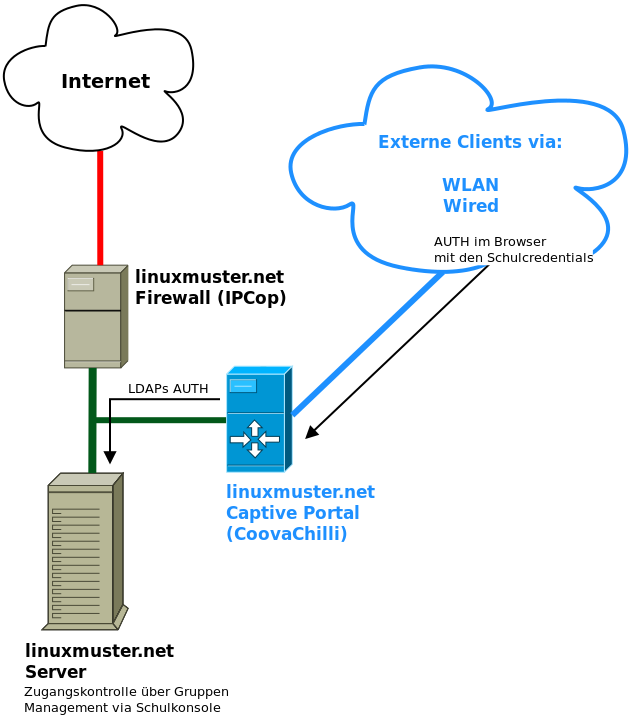 Internet
Externe Clients via:
WLAN
Wired
AUTH im Browser
mit den Schulcredentials
linuxmuster.net
Firewall (IPCop)
LDAPs AUTH
linuxmuster.net
Captive Portal
(CoovaChilli)
linuxmuster.net
Server
Zugangskontrolle über Gruppen
Management via Schulkonsole